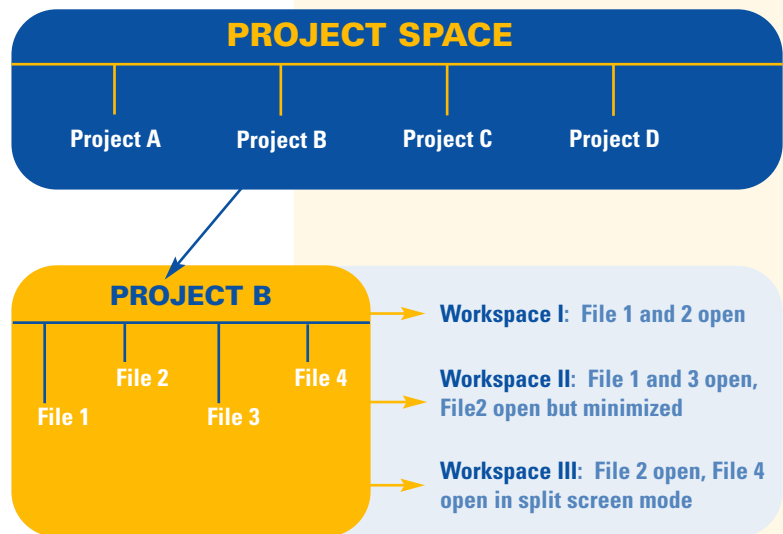 PROJECT SPACE
Project A
Project B
Project C
Project D
PROJECT B
File 1
File 2
File 3
File 4
Workspace I: File 1 and 2 open
Workspace II: File 1 and 3 open,
File2 open but minimized
Workspace III: File 2 open, File 4
open in split screen mode